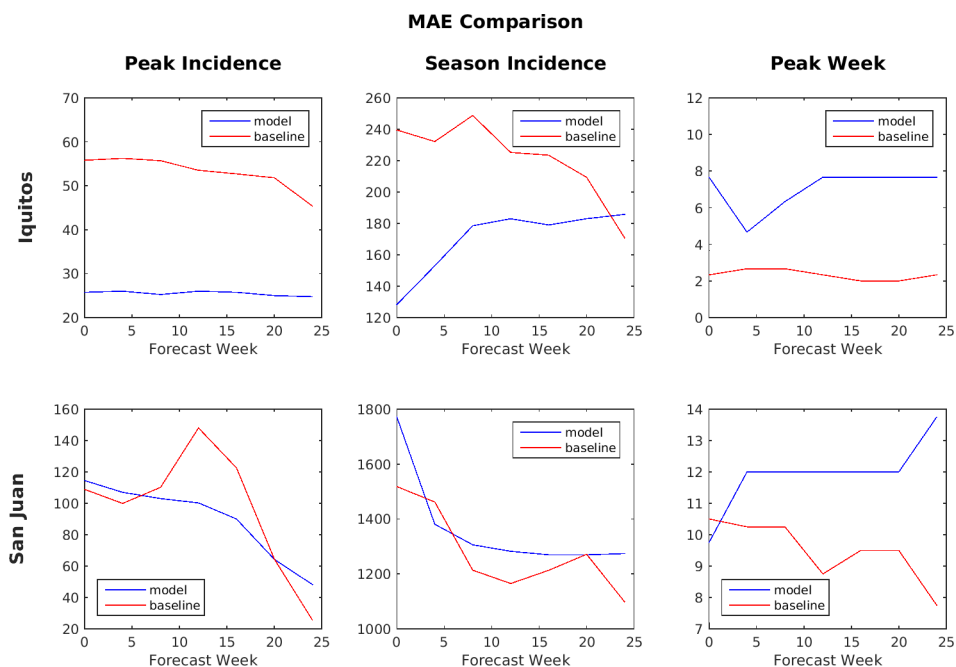 MAE Comparison
Peak Incidence
Season Incidence
Peak Week
Iquitos
70
60
50
40
30
20
0 5 10 15 20 25
Forecast Week
model
baseline
260
240
220
200
180
160
140
120
0 5 10 15 20 25
Forecast Week
model
baseline
12
10
8
6
4
2
0
0 5 10 15 20 25
Forecast Week
model
baseline
San Juan
160
140
120
100
80
60
40
20
0 5 10 15 20 25
Forecast Week
model
baseline
1800
1600
1400
1200
1000
0 5 10 15 20 25
Forecast Week
model
baseline
14
13
12
11
10
9
8
7
0 5 10 15 20 25
Forecast Week
model
baseline